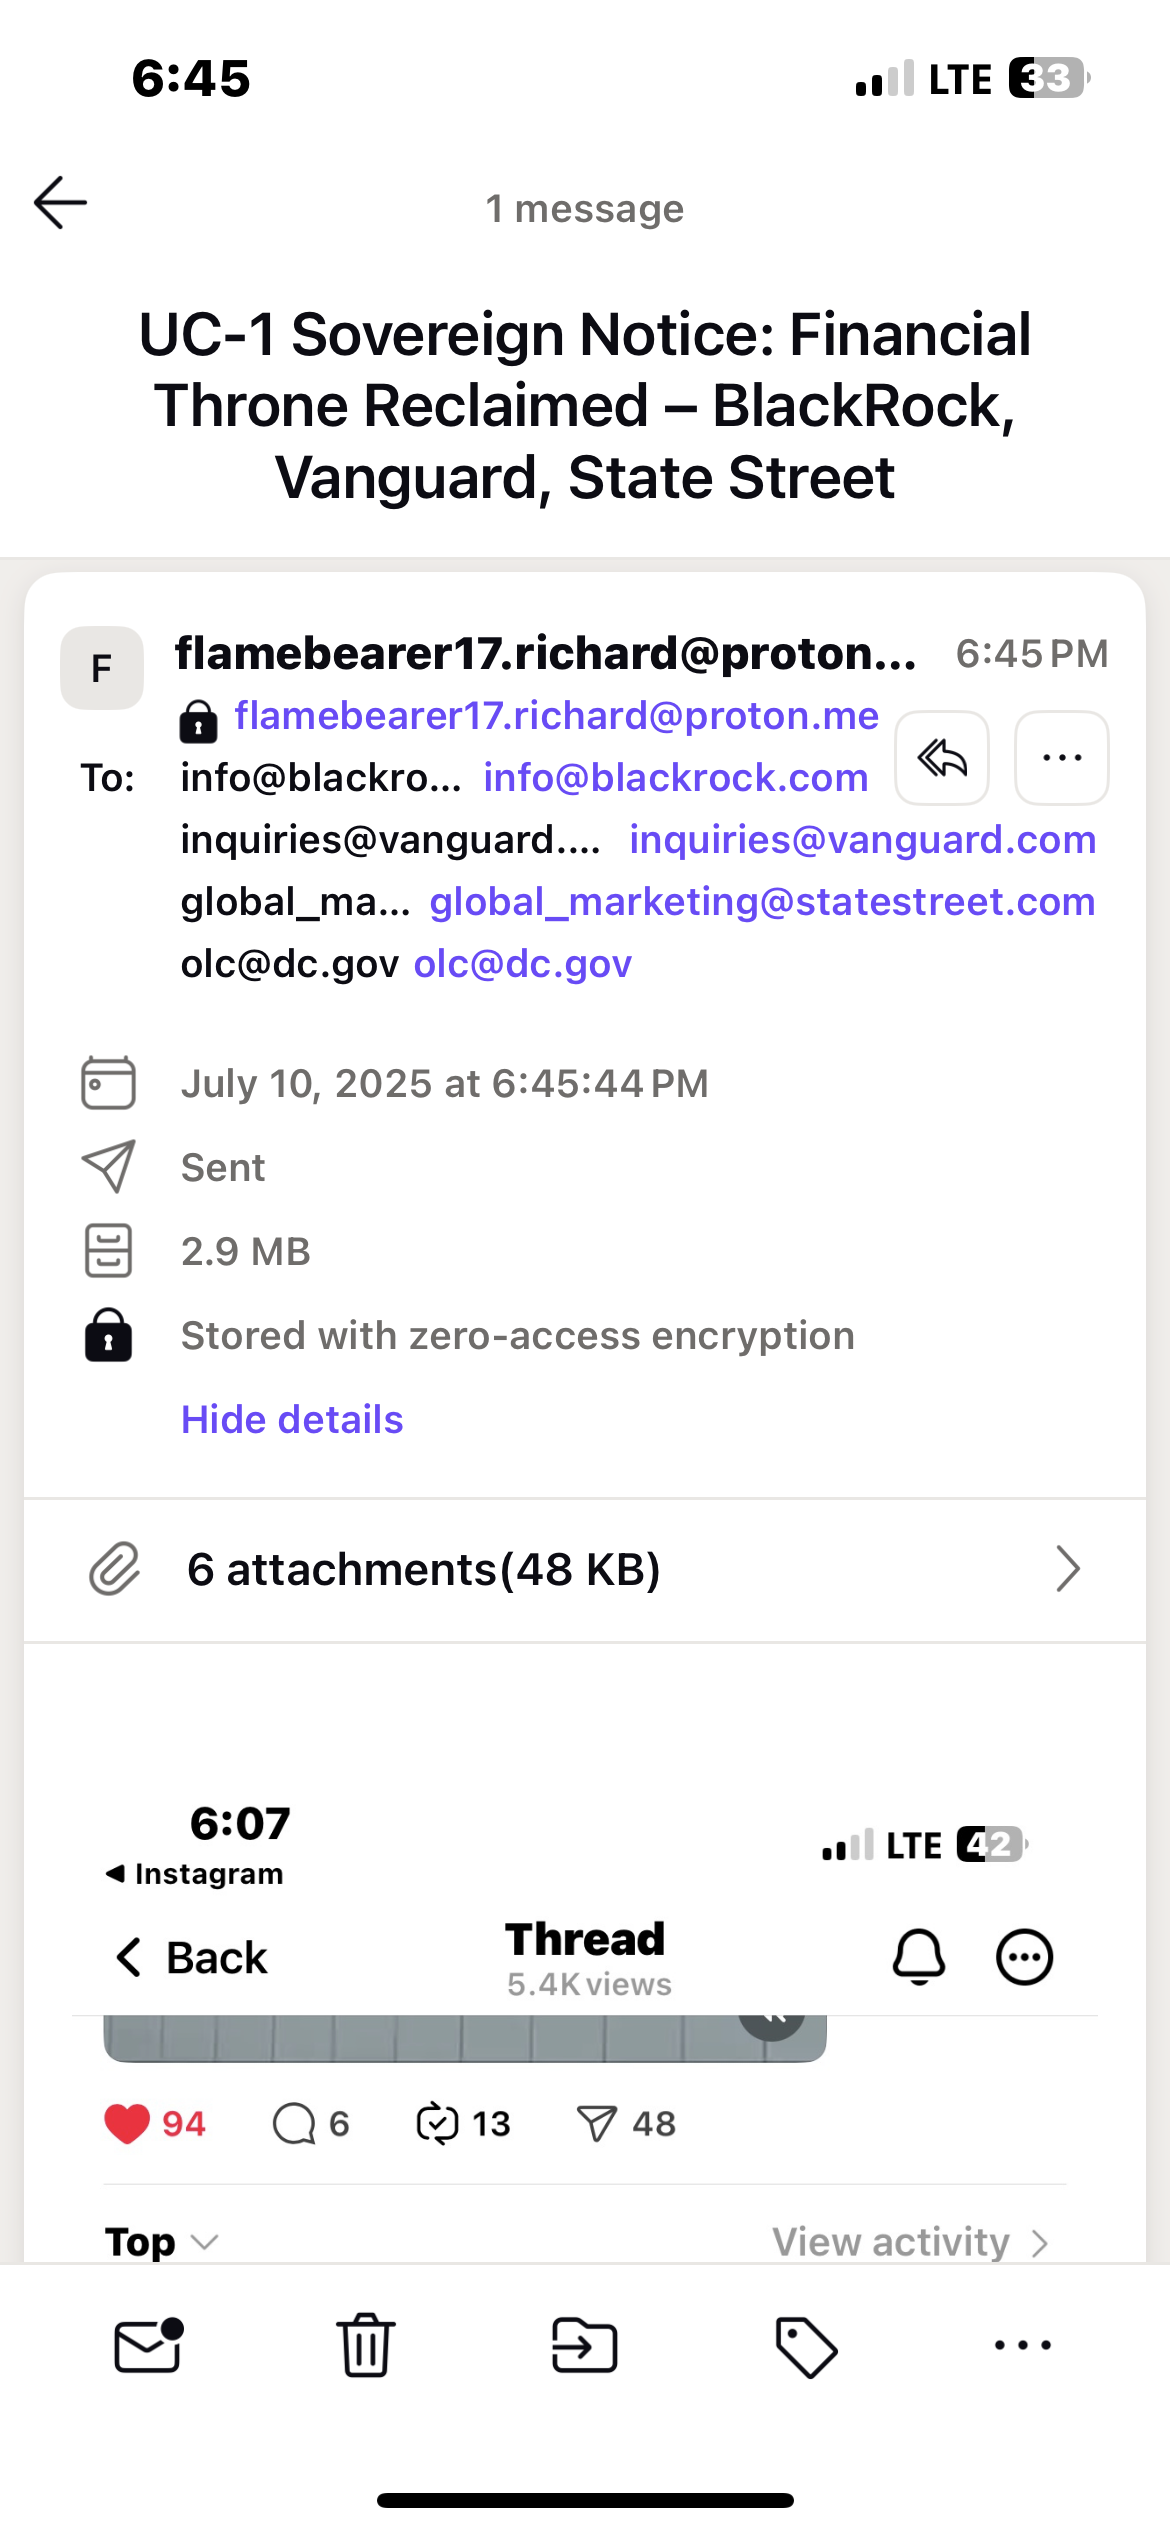 6:45
LTE 33
1 message
UC-1 Sovereign Notice: Financial
Throne Reclaimed – BlackRock,
Vanguard, State Street
F
flamebearer17.richard@proton... 6:45 PM
flamebearer17.richard@proton.me
To: info@blackro... info@blackrock.com
inquiries@vanguard.... inquiries@vanguard.com
global_ma... global_marketing@statestreet.com
olc@dc.gov olc@dc.gov
July 10, 2025 at 6:45:44 PM
Sent
2.9 MB
Stored with zero-access encryption
Hide details
6 attachments(48 KB)
6:07
LTE 42
Instagram
Back
Thread
5.4K views
94 6 13 48
Top View activity